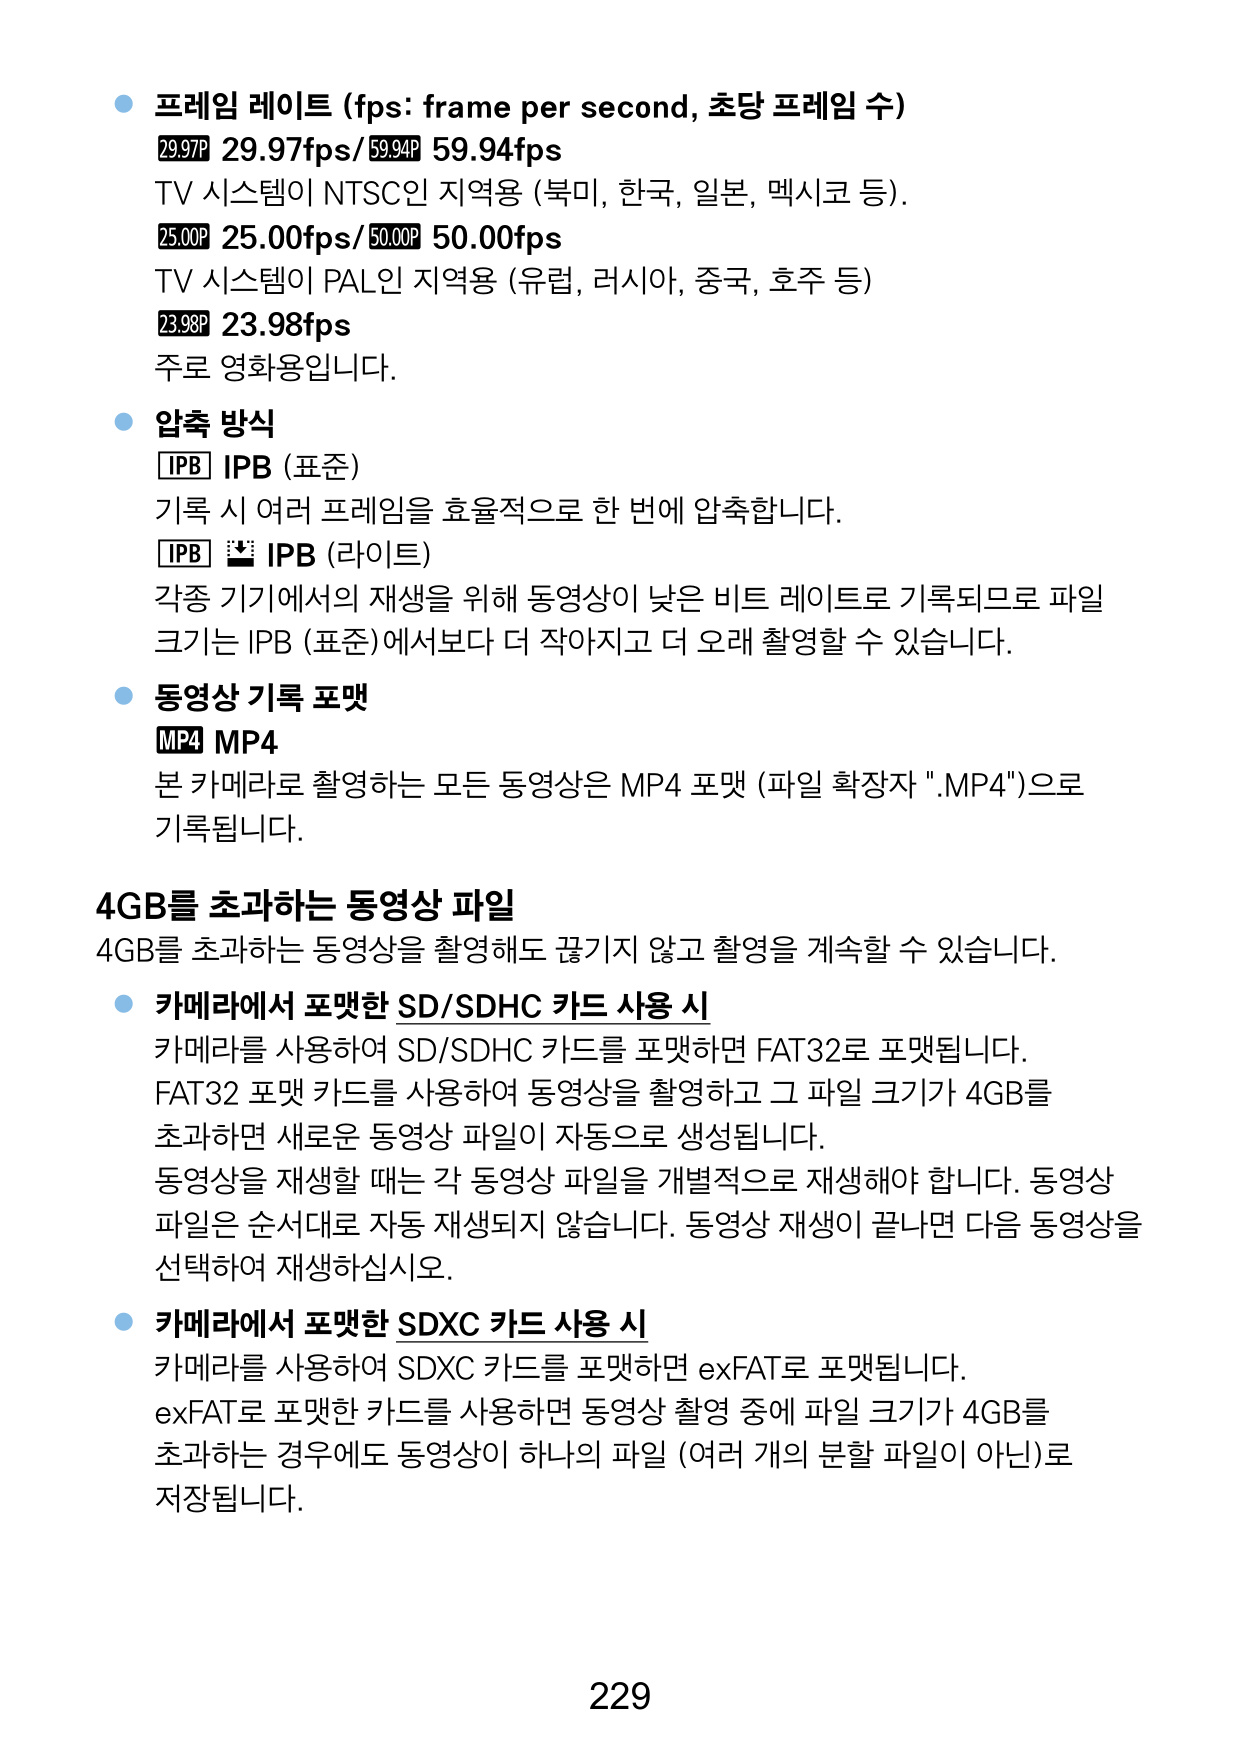 ● 프레임 레이트 (fps: frame per second, 초당 프레임 수)
29.97P 29.97fps/59.94P 59.94fps
TV 시스템이 NTSC인 지역용 (북미, 한국, 일본, 멕시코 등).
25.00P 25.00fps/50.00P 50.00fps
TV 시스템이 PAL인 지역용 (유럽, 러시아, 중국, 호주 등)
23.98P 23.98fps
주로 영화용입니다.
● 압축 방식
IPB IPB (표준)
기록 시 여러 프레임을 효율적으로 한 번에 압축합니다.
IPB IPB (라이트)
각종 기기에서의 재생을 위해 동영상이 낮은 비트 레이트로 기록되므로 파일
크기는 IPB (표준)에서보다 더 작아지고 더 오래 촬영할 수 있습니다.
● 동영상 기록 포맷
MP4 MP4
본 카메라로 촬영하는 모든 동영상은 MP4 포맷 (파일 확장자 ".MP4")으로
기록됩니다.
4GB를 초과하는 동영상 파일
4GB를 초과하는 동영상을 촬영해도 끊기지 않고 촬영을 계속할 수 있습니다.
● 카메라에서 포맷한 SD/SDHC 카드 사용 시
카메라를 사용하여 SD/SDHC 카드를 포맷하면 FAT32로 포맷됩니다.
FAT32 포맷 카드를 사용하여 동영상을 촬영하고 그 파일 크기가 4GB를
초과하면 새로운 동영상 파일이 자동으로 생성됩니다.
동영상을 재생할 때는 각 동영상 파일을 개별적으로 재생해야 합니다. 동영상
파일은 순서대로 자동 재생되지 않습니다. 동영상 재생이 끝나면 다음 동영상을
선택하여 재생하십시오.
● 카메라에서 포맷한 SDXC 카드 사용 시
카메라를 사용하여 SDXC 카드를 포맷하면 exFAT로 포맷됩니다.
exFAT로 포맷한 카드를 사용하면 동영상 촬영 중에 파일 크기가 4GB를
초과하는 경우에도 동영상이 하나의 파일 (여러 개의 분할 파일이 아닌)로
저장됩니다.
229